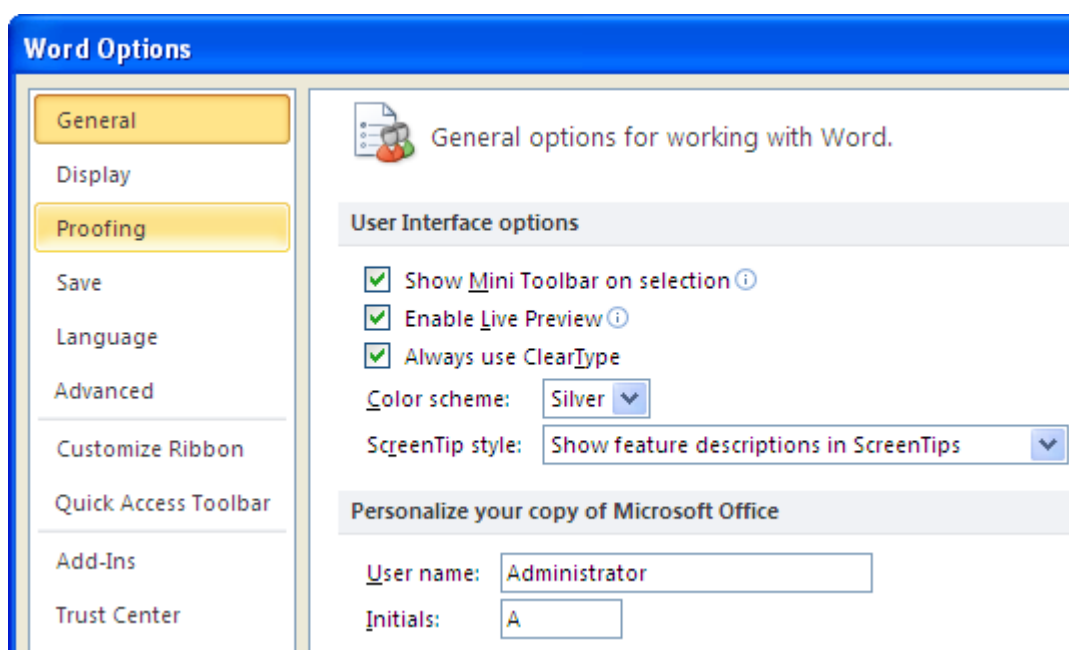 Word Options
General
Display
Proofing
Save
Language
Advanced
Customize Ribbon
Quick Access Toolbar
Add-Ins
Trust Center
General options for working with Word.
User Interface options
Show Mini Toolbar on selection
Enable Live Preview
Always use ClearType
Color scheme: Silver
ScreenTip style: Show feature descriptions in ScreenTips
Personalize your copy of Microsoft Office
User name: Administrator
Initials: A